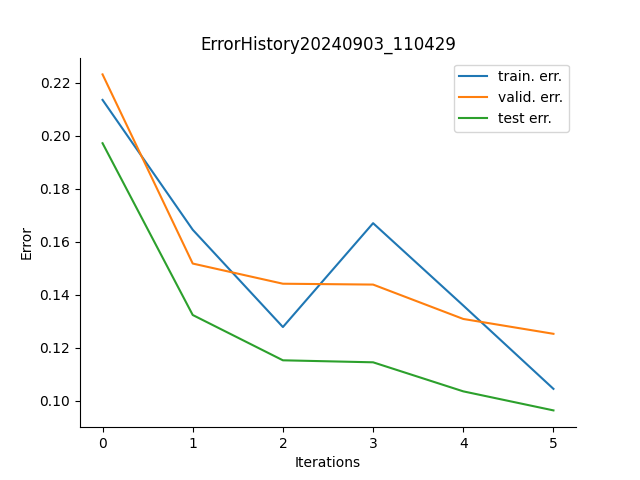 ErrorHistory20240903_110429
train. err.
valid. err.
test err.
0.22
0.20
0.18
0.16
0.14
0.12
0.10
Error
0 1 2 3 4 5
Iterations